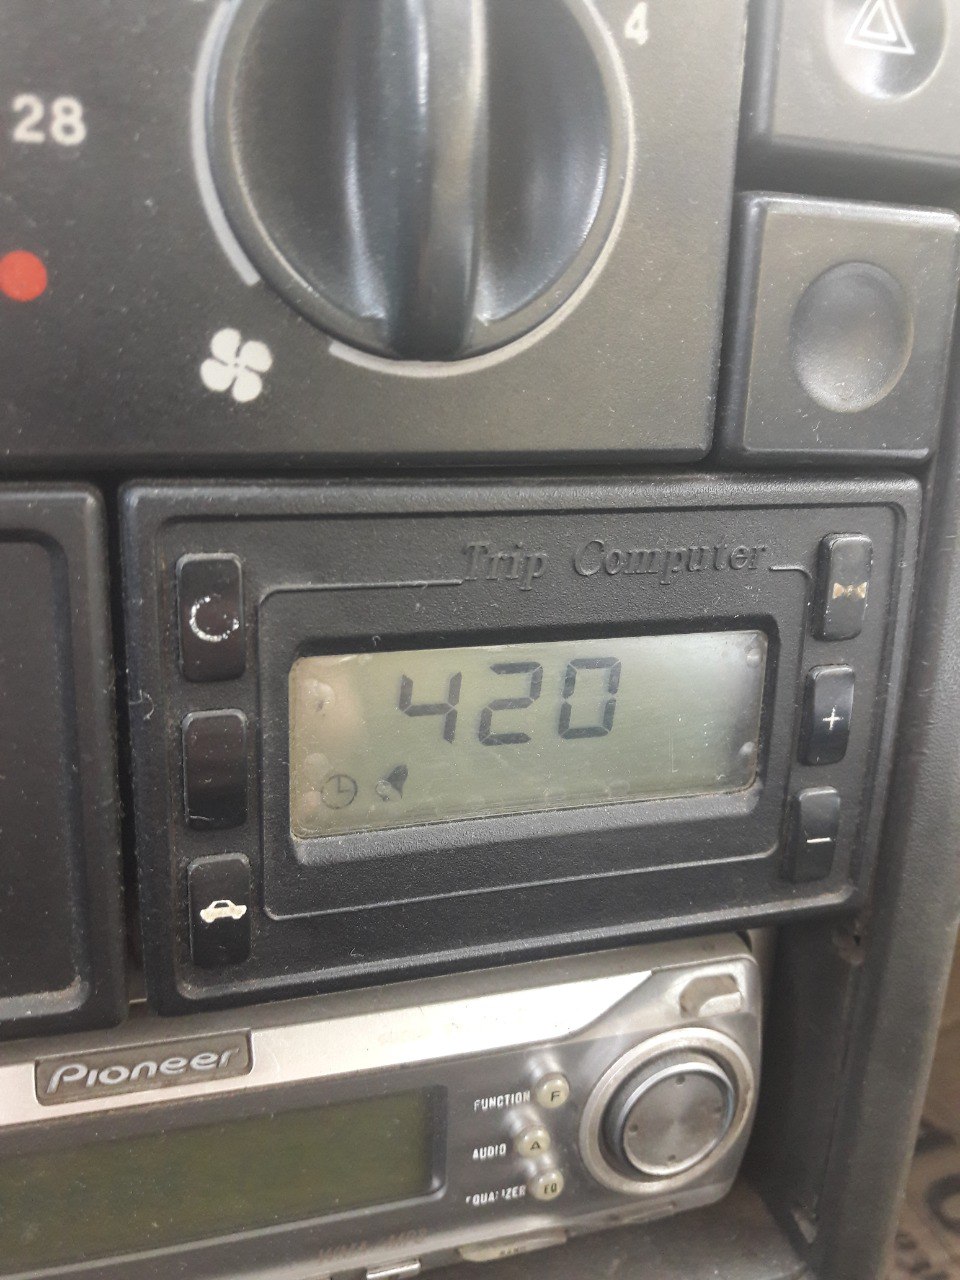 4
28
Trip Computer
420
+
−
Pioneer
FUNCTION F
AUDIO A
EQUALIZER EQ